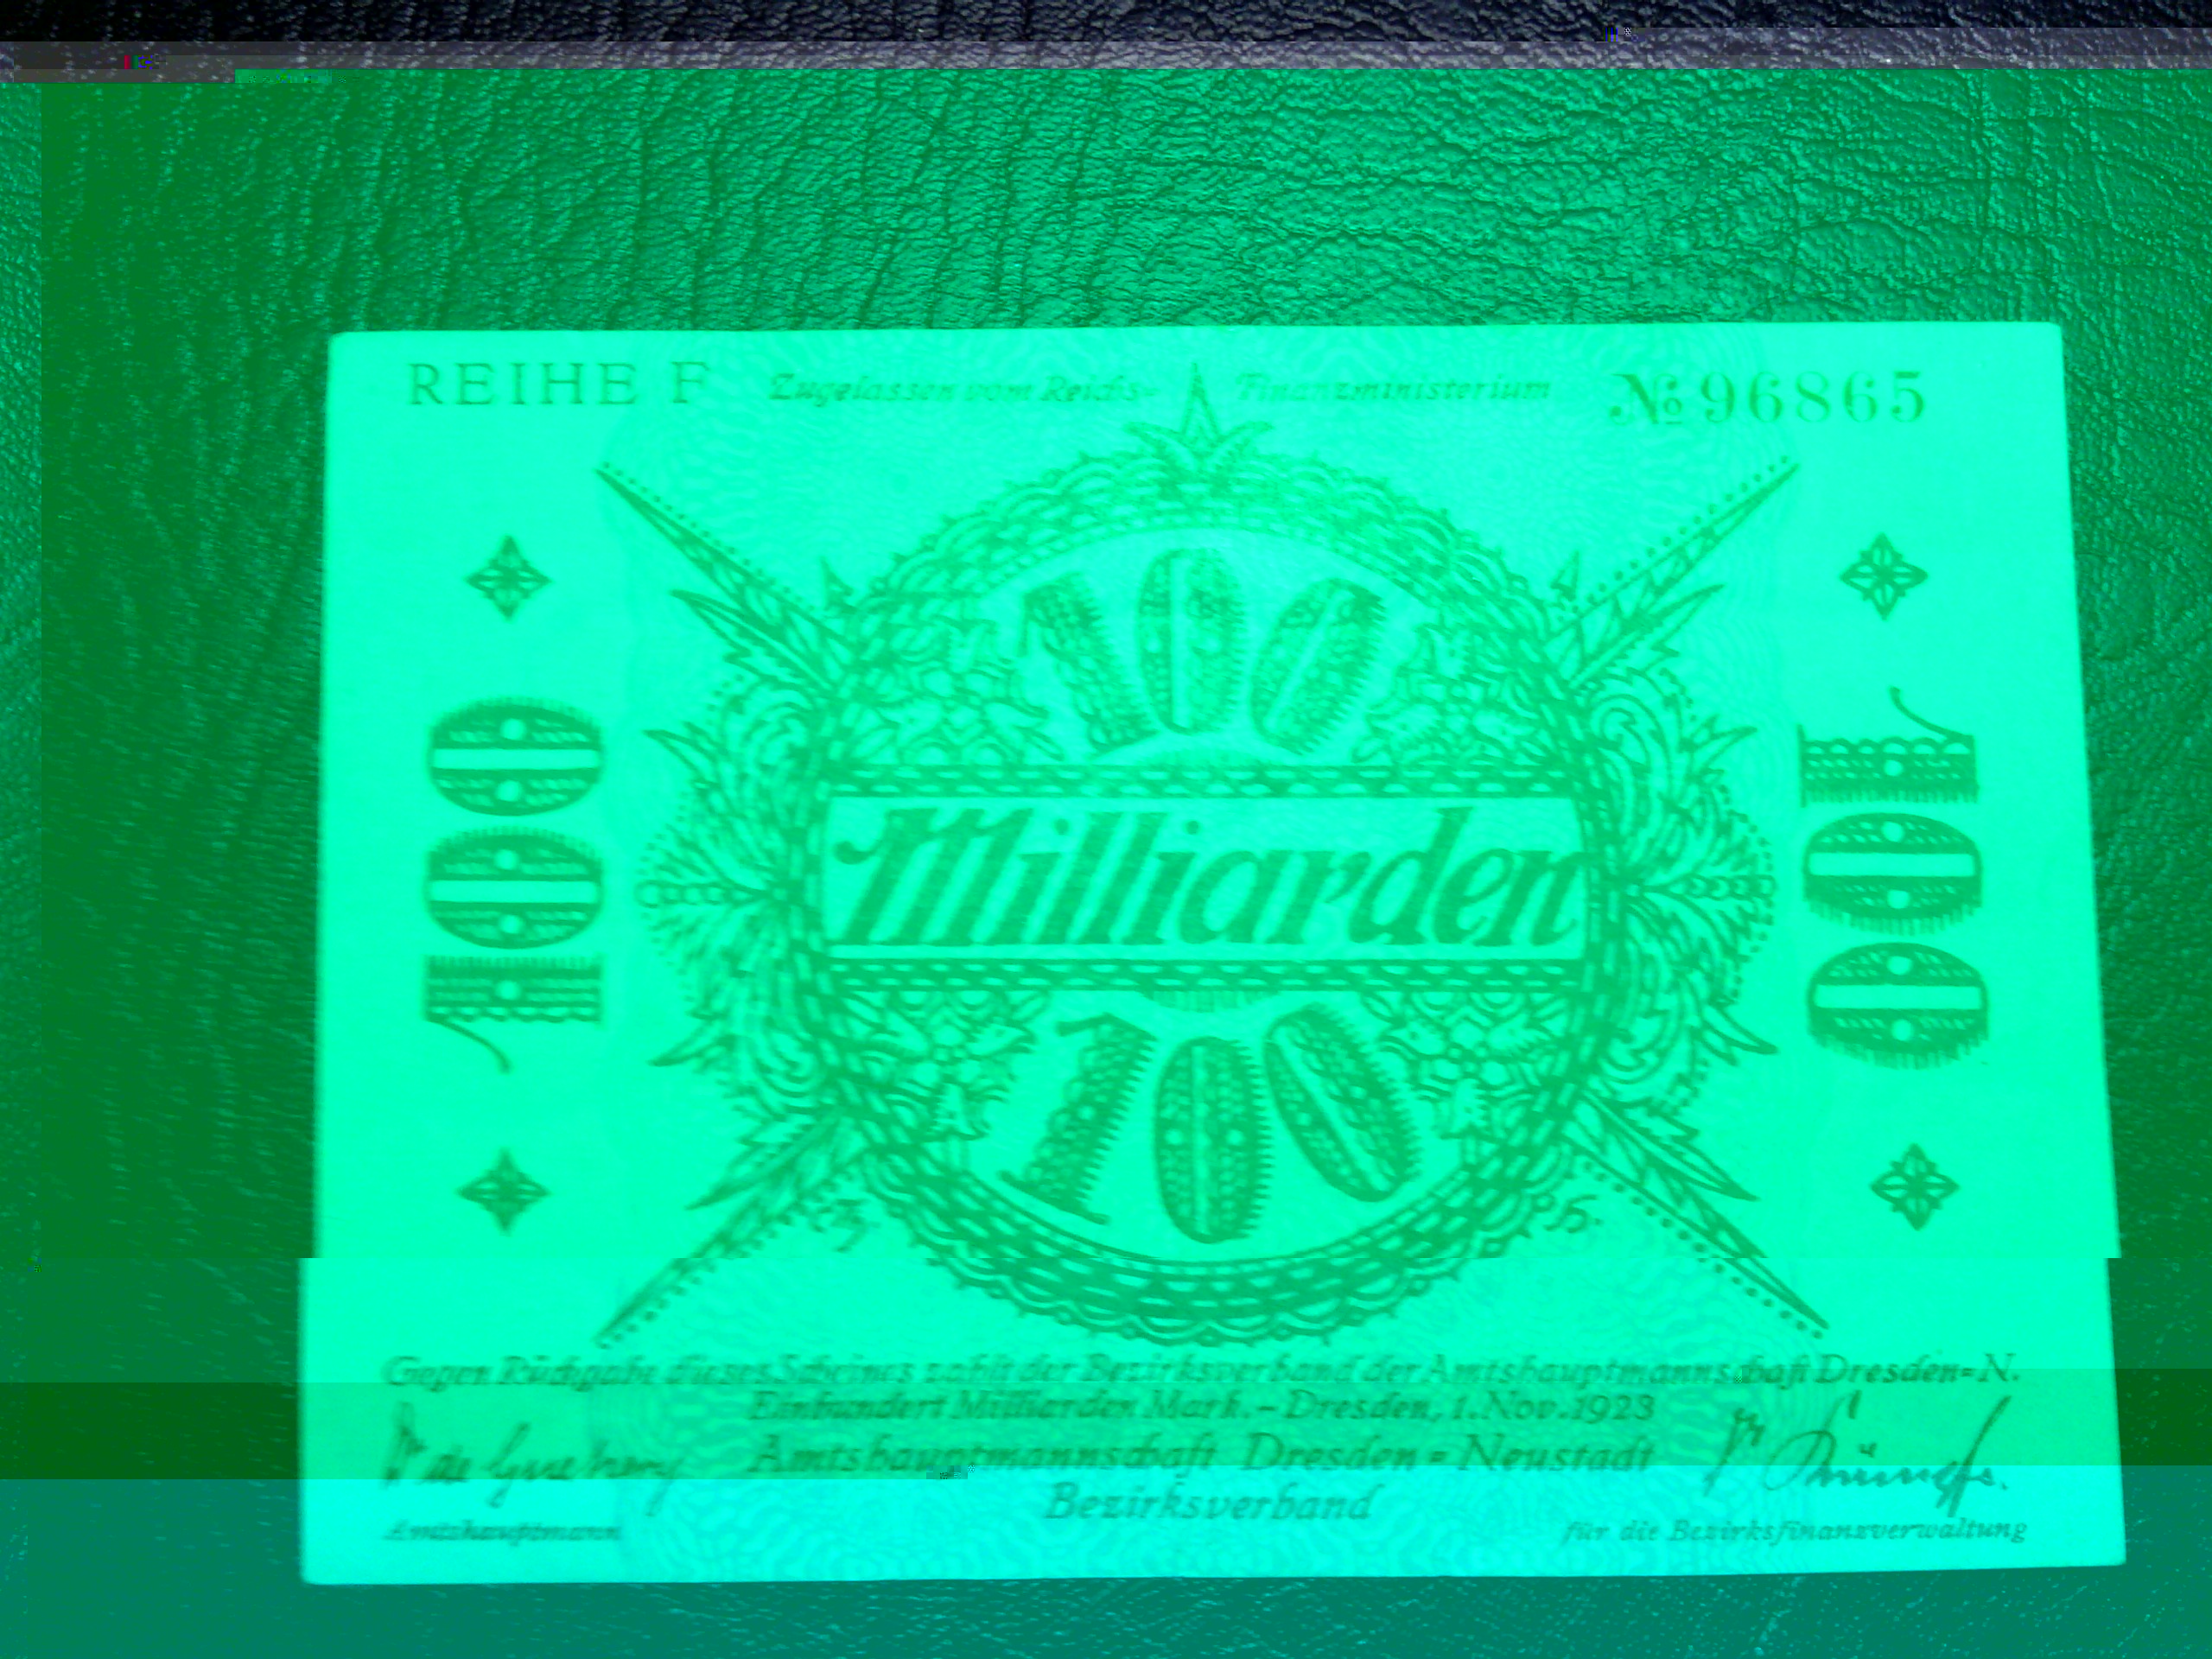 REIHE F Zugelassen vom Reichs- Finanzministerium № 96865
100
100
Milliarden
100
100
Gegen Rückgabe dieses Scheines zahlt der Bezirksverband der Amtshauptmannschaft Dresden=N.
Einhundert Milliarden Mark. - Dresden, 1. Nov. 1923
Amtshauptmannschaft Dresden = Neustadt
Bezirksverband
Amtshauptmann
für die Bezirksfinanzverwaltung